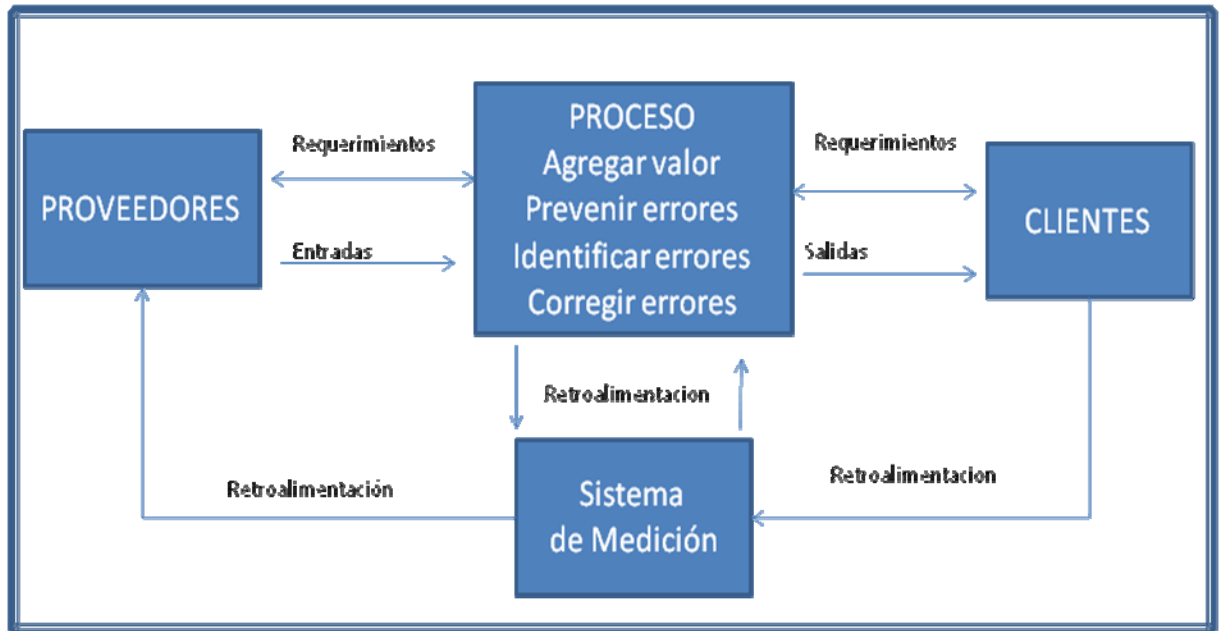 PROVEEDORES
Requerimientos
Entradas
PROCESO
Agregar valor
Prevenir errores
Identificar errores
Corregir errores
Requerimientos
Salidas
CLIENTES
Retroalimentacion
Retroalimentación
Sistema
de Medición
Retroalimentacion